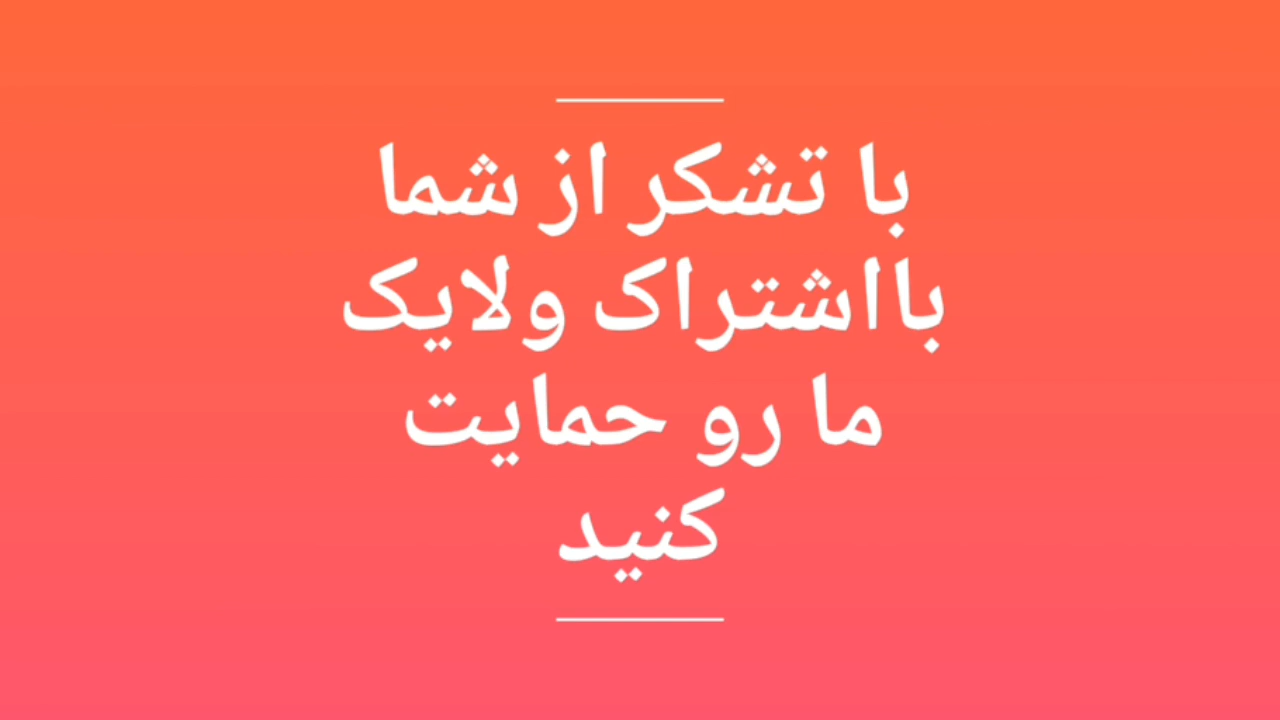 با تشکر از شما
بااشتراک ولایک
ما رو حمایت
کنید